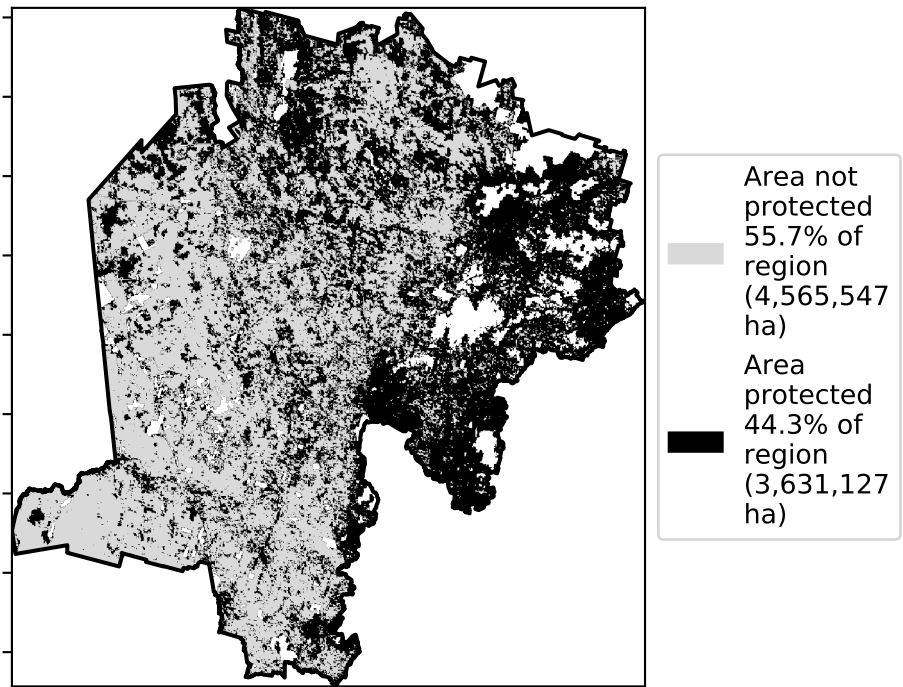 Area not
protected
55.7% of
region
(4,565,547
ha)
Area
protected
44.3% of
region
(3,631,127
ha)